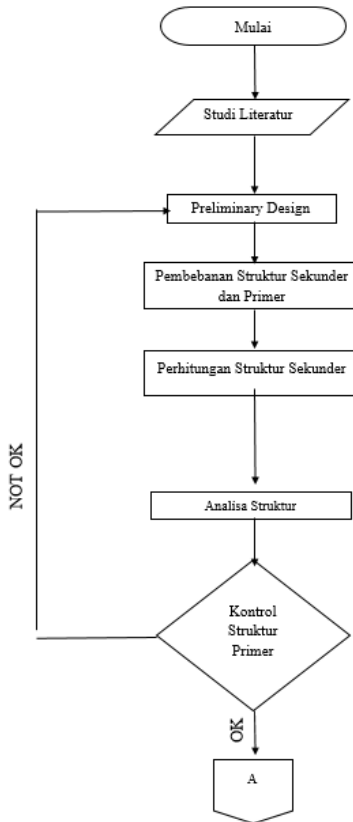 Mulai
Studi Literatur
Preliminary Design
Pembebanan Struktur Sekunder
dan Primer
Perhitungan Struktur Sekunder
NOT OK
Analisa Struktur
Kontrol
Struktur
Primer
OK
A